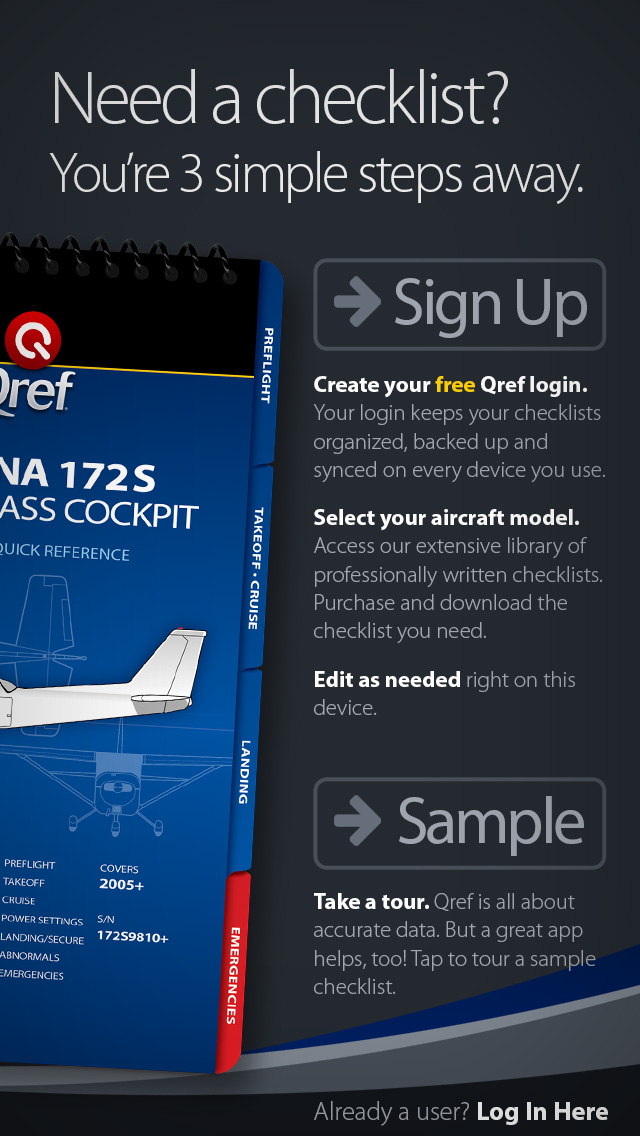 Need a checklist?
You're 3 simple steps away.
Qref
NA 172S
ASS COCKPIT
QUICK REFERENCE
PREFLIGHT
TAKEOFF • CRUISE
LANDING
EMERGENCIES
PREFLIGHT
TAKEOFF
CRUISE
POWER SETTINGS
LANDING/SECURE
ABNORMALS
EMERGENCIES
COVERS
2005+
S/N
172S9810+
Sign Up
Create your free Qref login.
Your login keeps your checklists
organized, backed up and
synced on every device you use.
Select your aircraft model.
Access our extensive library of
professionally written checklists.
Purchase and download the
checklist you need.
Edit as needed right on this
device.
Sample
Take a tour. Qref is all about
accurate data. But a great app
helps, too! Tap to tour a sample
checklist.
Already a user? Log In Here